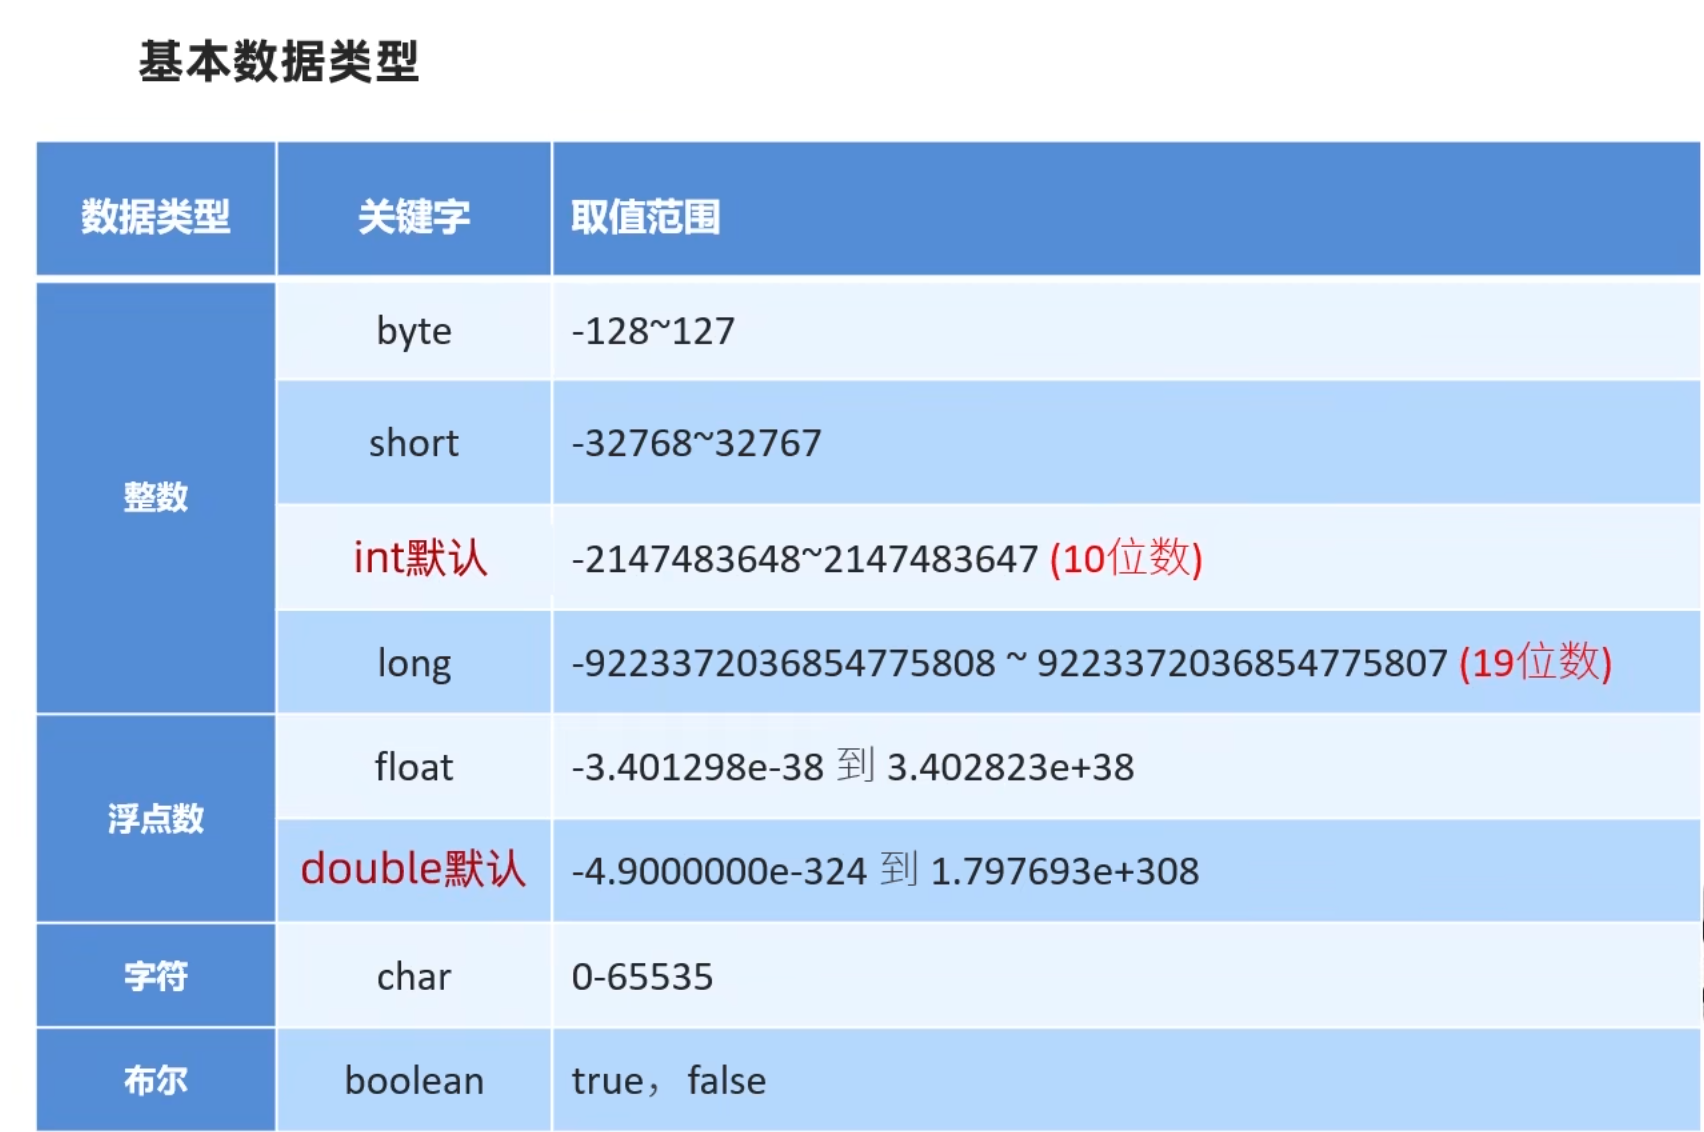 基本数据类型
数据类型 关键字 取值范围
整数
byte -128~127
short -32768~32767
int默认 -2147483648~2147483647 (10位数)
long -9223372036854775808 ~ 9223372036854775807 (19位数)
浮点数
float -3.401298e-38 到 3.402823e+38
double默认 -4.9000000e-324 到 1.797693e+308
字符 char 0-65535
布尔 boolean true， false